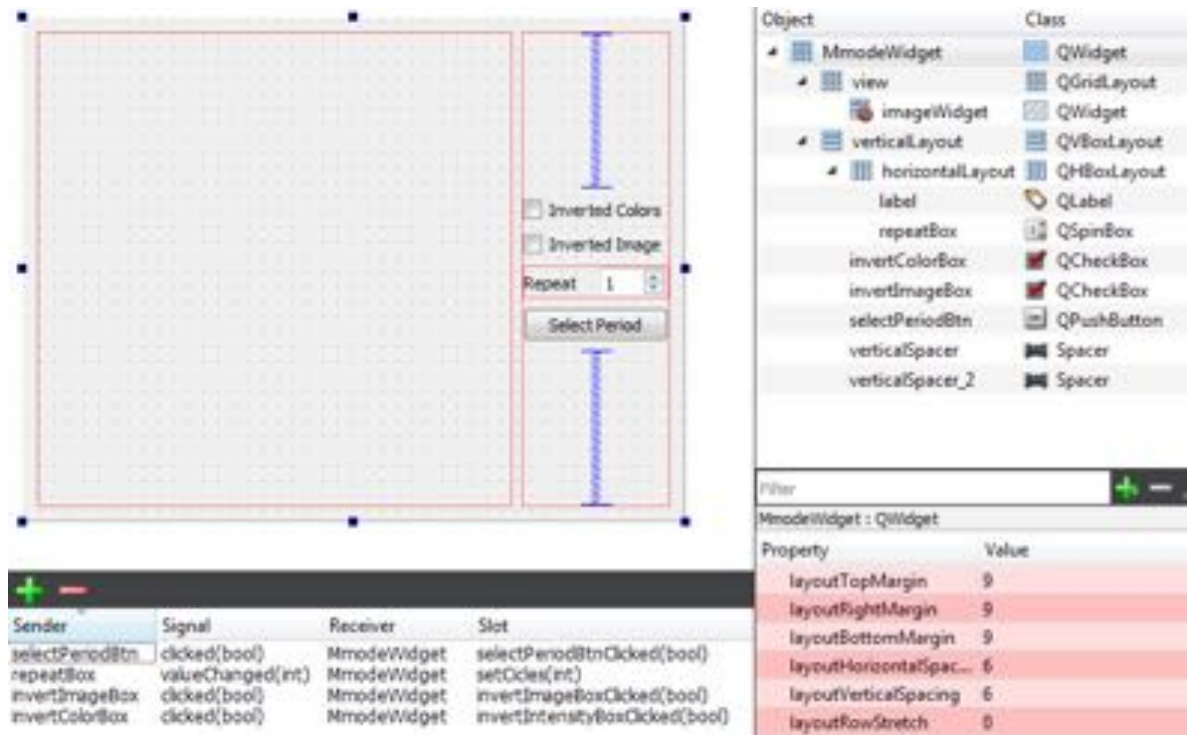 Inverted Colors
Inverted Image
Repeat 1
Select Period
Object Class
MmodeWidget QWidget
view QGridLayout
imageWidget QWidget
verticalLayout QVBoxLayout
horizontalLayout QHBoxLayout
label QLabel
repeatBox QSpinBox
invertColorBox QCheckBox
invertImageBox QCheckBox
selectPeriodBtn QPushButton
verticalSpacer Spacer
verticalSpacer_2 Spacer
Filter
MmodeWidget : QWidget
Property Value
layoutTopMargin 9
layoutRightMargin 9
layoutBottomMargin 9
layoutHorizontalSpac... 6
layoutVerticalSpacing 6
layoutRowStretch 0
Sender Signal Receiver Slot
selectPeriodBtn clicked(bool) MmodeWidget selectPeriodBtnClicked(bool)
repeatBox valueChanged(int) MmodeWidget setCicles(int)
invertImageBox clicked(bool) MmodeWidget invertImageBoxClicked(bool)
invertColorBox clicked(bool) MmodeWidget invertIntensityBoxClicked(bool)